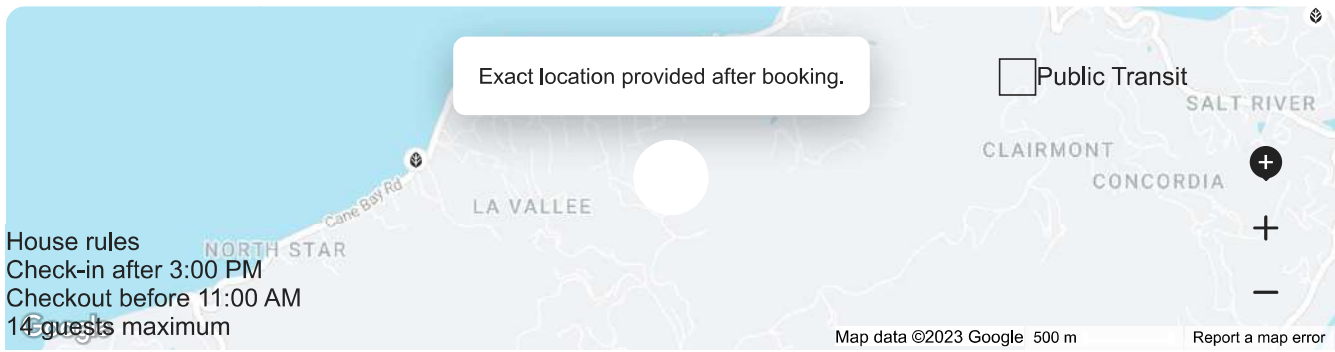 Exact location provided after booking.
Public Transit
SALT RIVER
CLAIRMONT
CONCORDIA
Cane Bay Rd
LA VALLEE
NORTH STAR
House rules
Check-in after 3:00 PM
Checkout before 11:00 AM
14 guests maximum
Google
Map data ©2023 Google
500 m
Report a map error